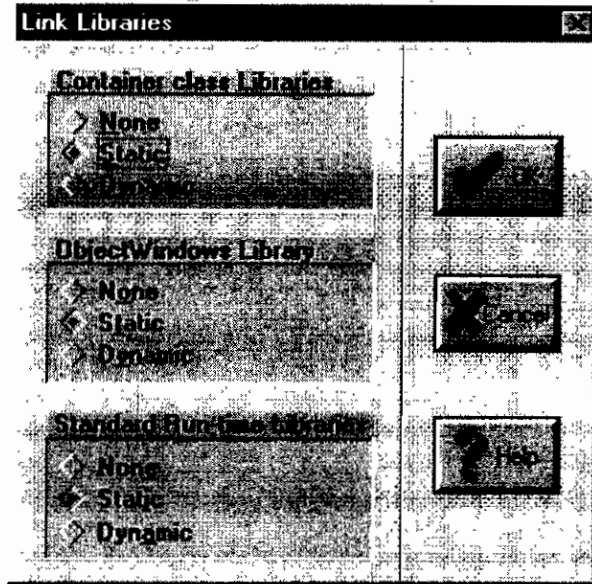 Link Libraries
Container class Libraries
None
Static
Dynamic
OK
ObjectWindows Library
None
Static
Dynamic
Cancel
Standard Run-time Libraries
None
Static
Dynamic
Help